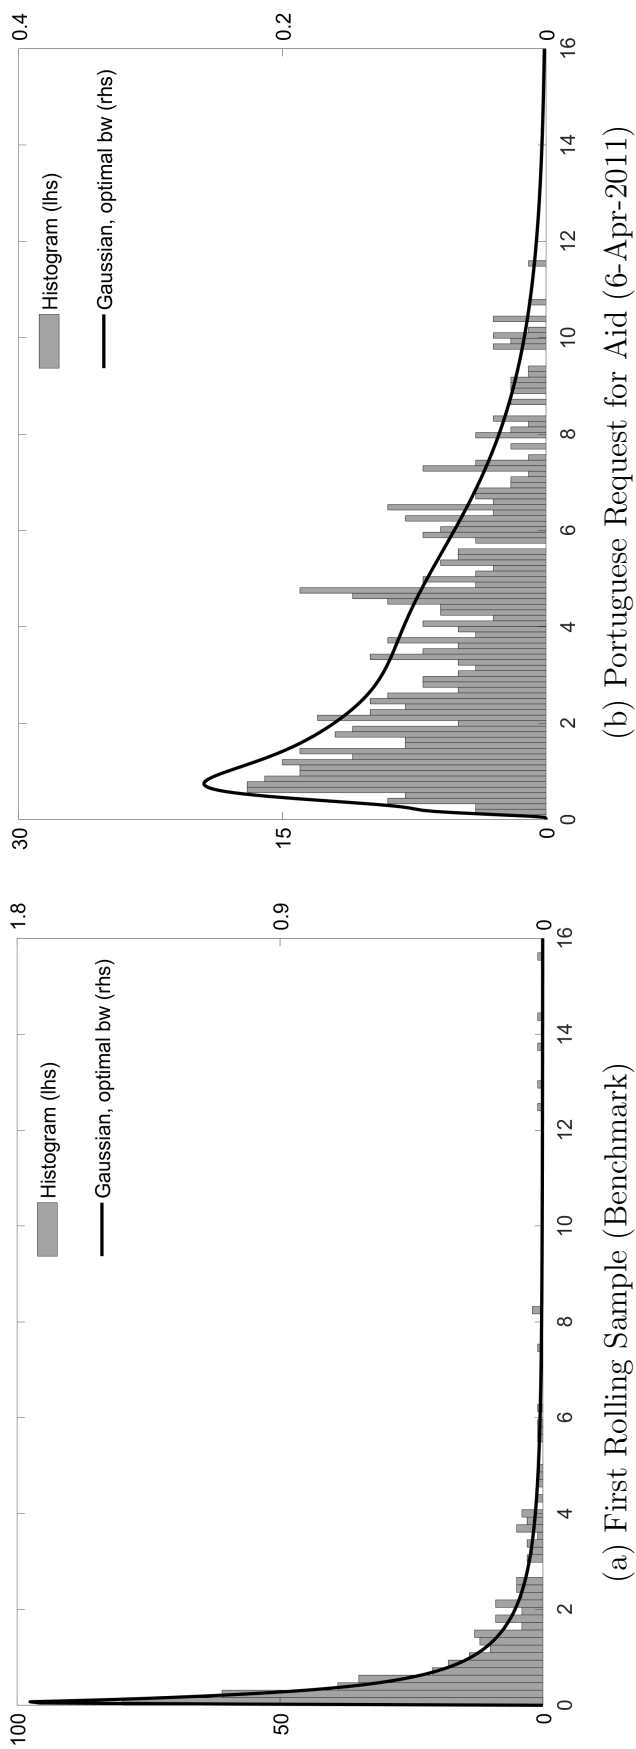 100
50
0
1.8
0.9
0
0 2 4 6 8 10 12 14 16
Histogram (lhs)
Gaussian, optimal bw (rhs)
(a) First Rolling Sample (Benchmark)
30
15
0
0.4
0.2
0
0 2 4 6 8 10 12 14 16
Histogram (lhs)
Gaussian, optimal bw (rhs)
(b) Portuguese Request for Aid (6-Apr-2011)